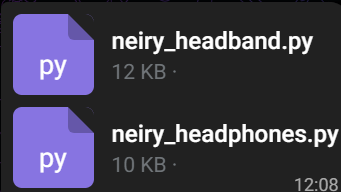 py
neiry_headband.py
12 KB ·
py
neiry_headphones.py
10 KB ·
12:08